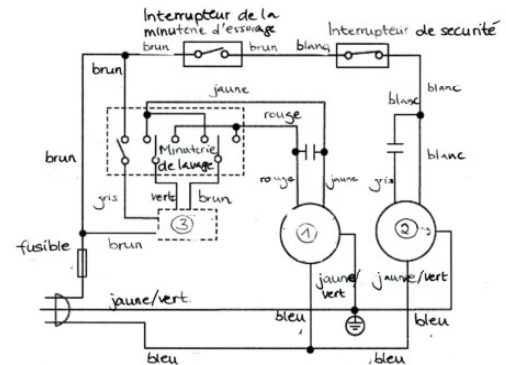 Interrupteur de la
minuterie d'essorage
Interrupteur de securité
brun
brun
blanc
brun
jaune
blanc
rouge
blanc
Minuterie
de lavage
brun
rouge
jaune
gris
blanc
gris
vert
brun
3
1
2
brun
fusible
jaune/
vert
jaune/vert
jaune/vert.
bleu
bleu
bleu
bleu